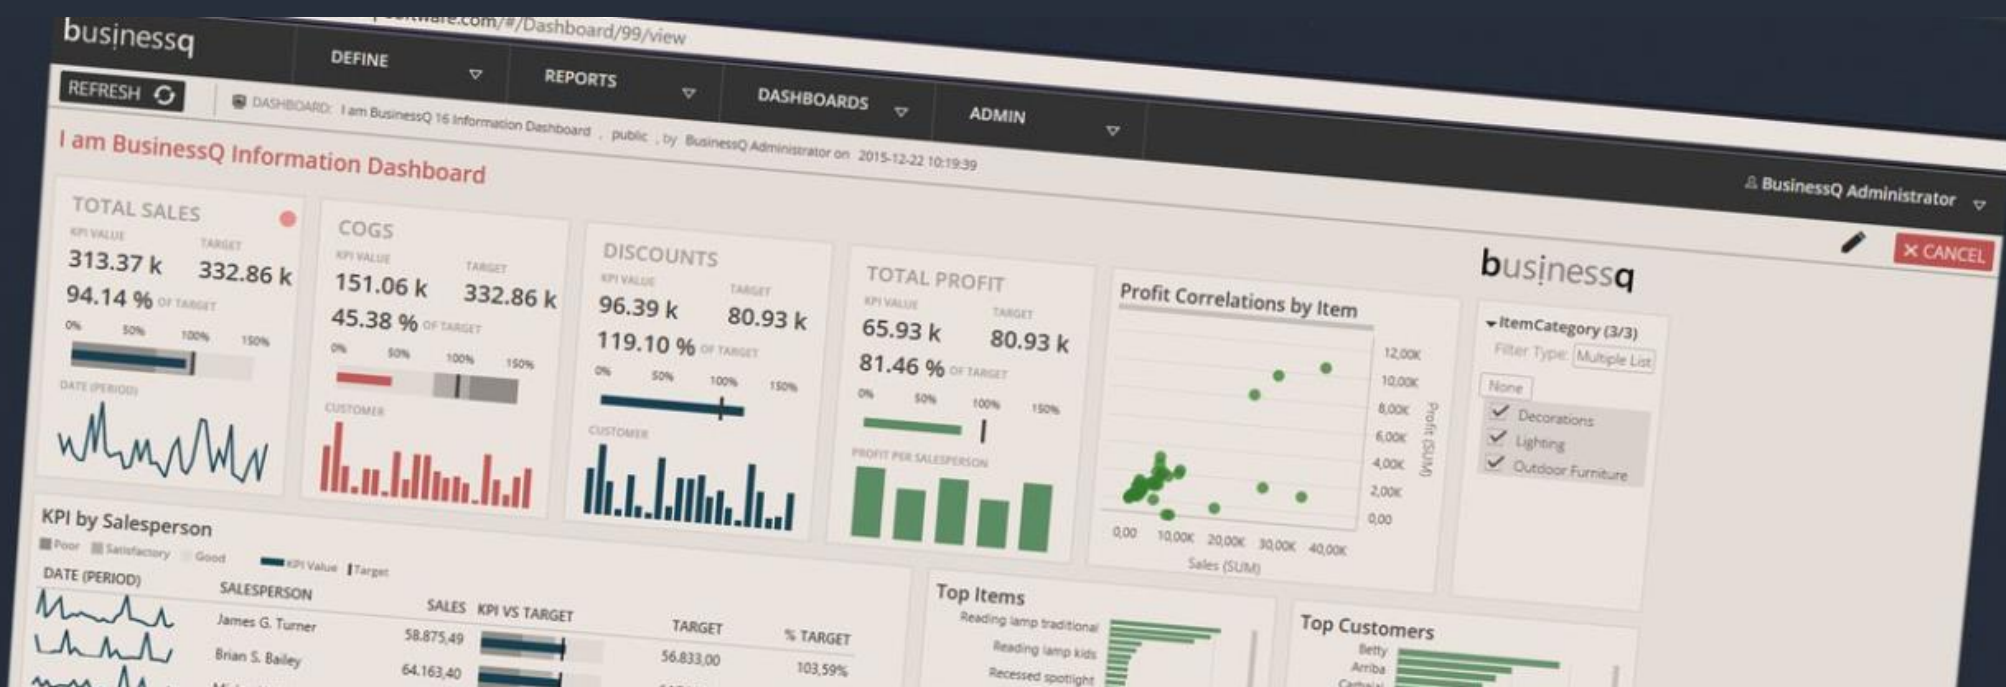 software.com/#/Dashboard/99/view
businessq
DEFINE
REPORTS
DASHBOARDS
ADMIN
BusinessQ Administrator
REFRESH
DASHBOARD: I am BusinessQ 16 Information Dashboard , public , by BusinessQ Administrator on 2015-12-22 10:19:39
CANCEL
I am BusinessQ Information Dashboard
TOTAL SALES
KPI VALUE TARGET
313.37 k 332.86 k
94.14 % OF TARGET
0% 50% 100% 150%
DATE (PERIOD)
COGS
KPI VALUE TARGET
151.06 k 332.86 k
45.38 % OF TARGET
0% 50% 100% 150%
CUSTOMER
DISCOUNTS
KPI VALUE TARGET
96.39 k 80.93 k
119.10 % OF TARGET
0% 50% 100% 150%
CUSTOMER
TOTAL PROFIT
KPI VALUE TARGET
65.93 k 80.93 k
81.46 % OF TARGET
0% 50% 100% 150%
PROFIT PER SALESPERSON
Profit Correlations by Item
12,00K
10,00K
8,00K
6,00K
4,00K
2,00K
0,00
Profit (SUM)
0,00 10,00K 20,00K 30,00K 40,00K
Sales (SUM)
businessq
ItemCategory (3/3)
Filter Type: Multiple List
None
Decorations
Lighting
Outdoor Furniture
KPI by Salesperson
Poor Satisfactory Good KPI Value Target
DATE (PERIOD) SALESPERSON SALES KPI VS TARGET TARGET % TARGET
James G. Turner 58.875,49 56.833,00 103,59%
Brian S. Bailey 64.163,40
Top Items
Reading lamp traditional
Reading lamp kids
Recessed spotlight
Top Customers
Betty
Arriba